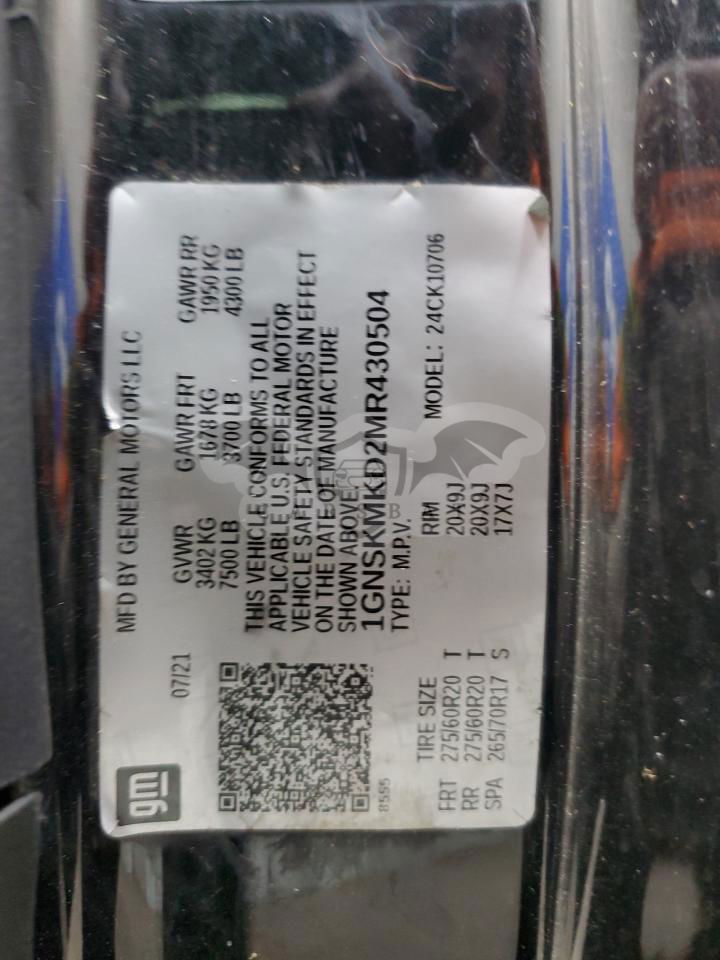 gm
MFD BY GENERAL MOTORS LLC
07/21
GVWR GAWR FRT GAWR RR
3402 KG 1678 KG 1950 KG
7500 LB 3700 LB 4300 LB
THIS VEHICLE CONFORMS TO ALL
APPLICABLE U.S. FEDERAL MOTOR
VEHICLE SAFETY STANDARDS IN EFFECT
ON THE DATE OF MANUFACTURE
SHOWN ABOVE.
1GNSKMKD2MR430504
TYPE: M.P.V. MODEL: 24CK10706
8555
TIRE SIZE RIM
FRT 275/60R20 T 20X9J
RR 275/60R20 T 20X9J
SPA 265/70R17 S 17X7J